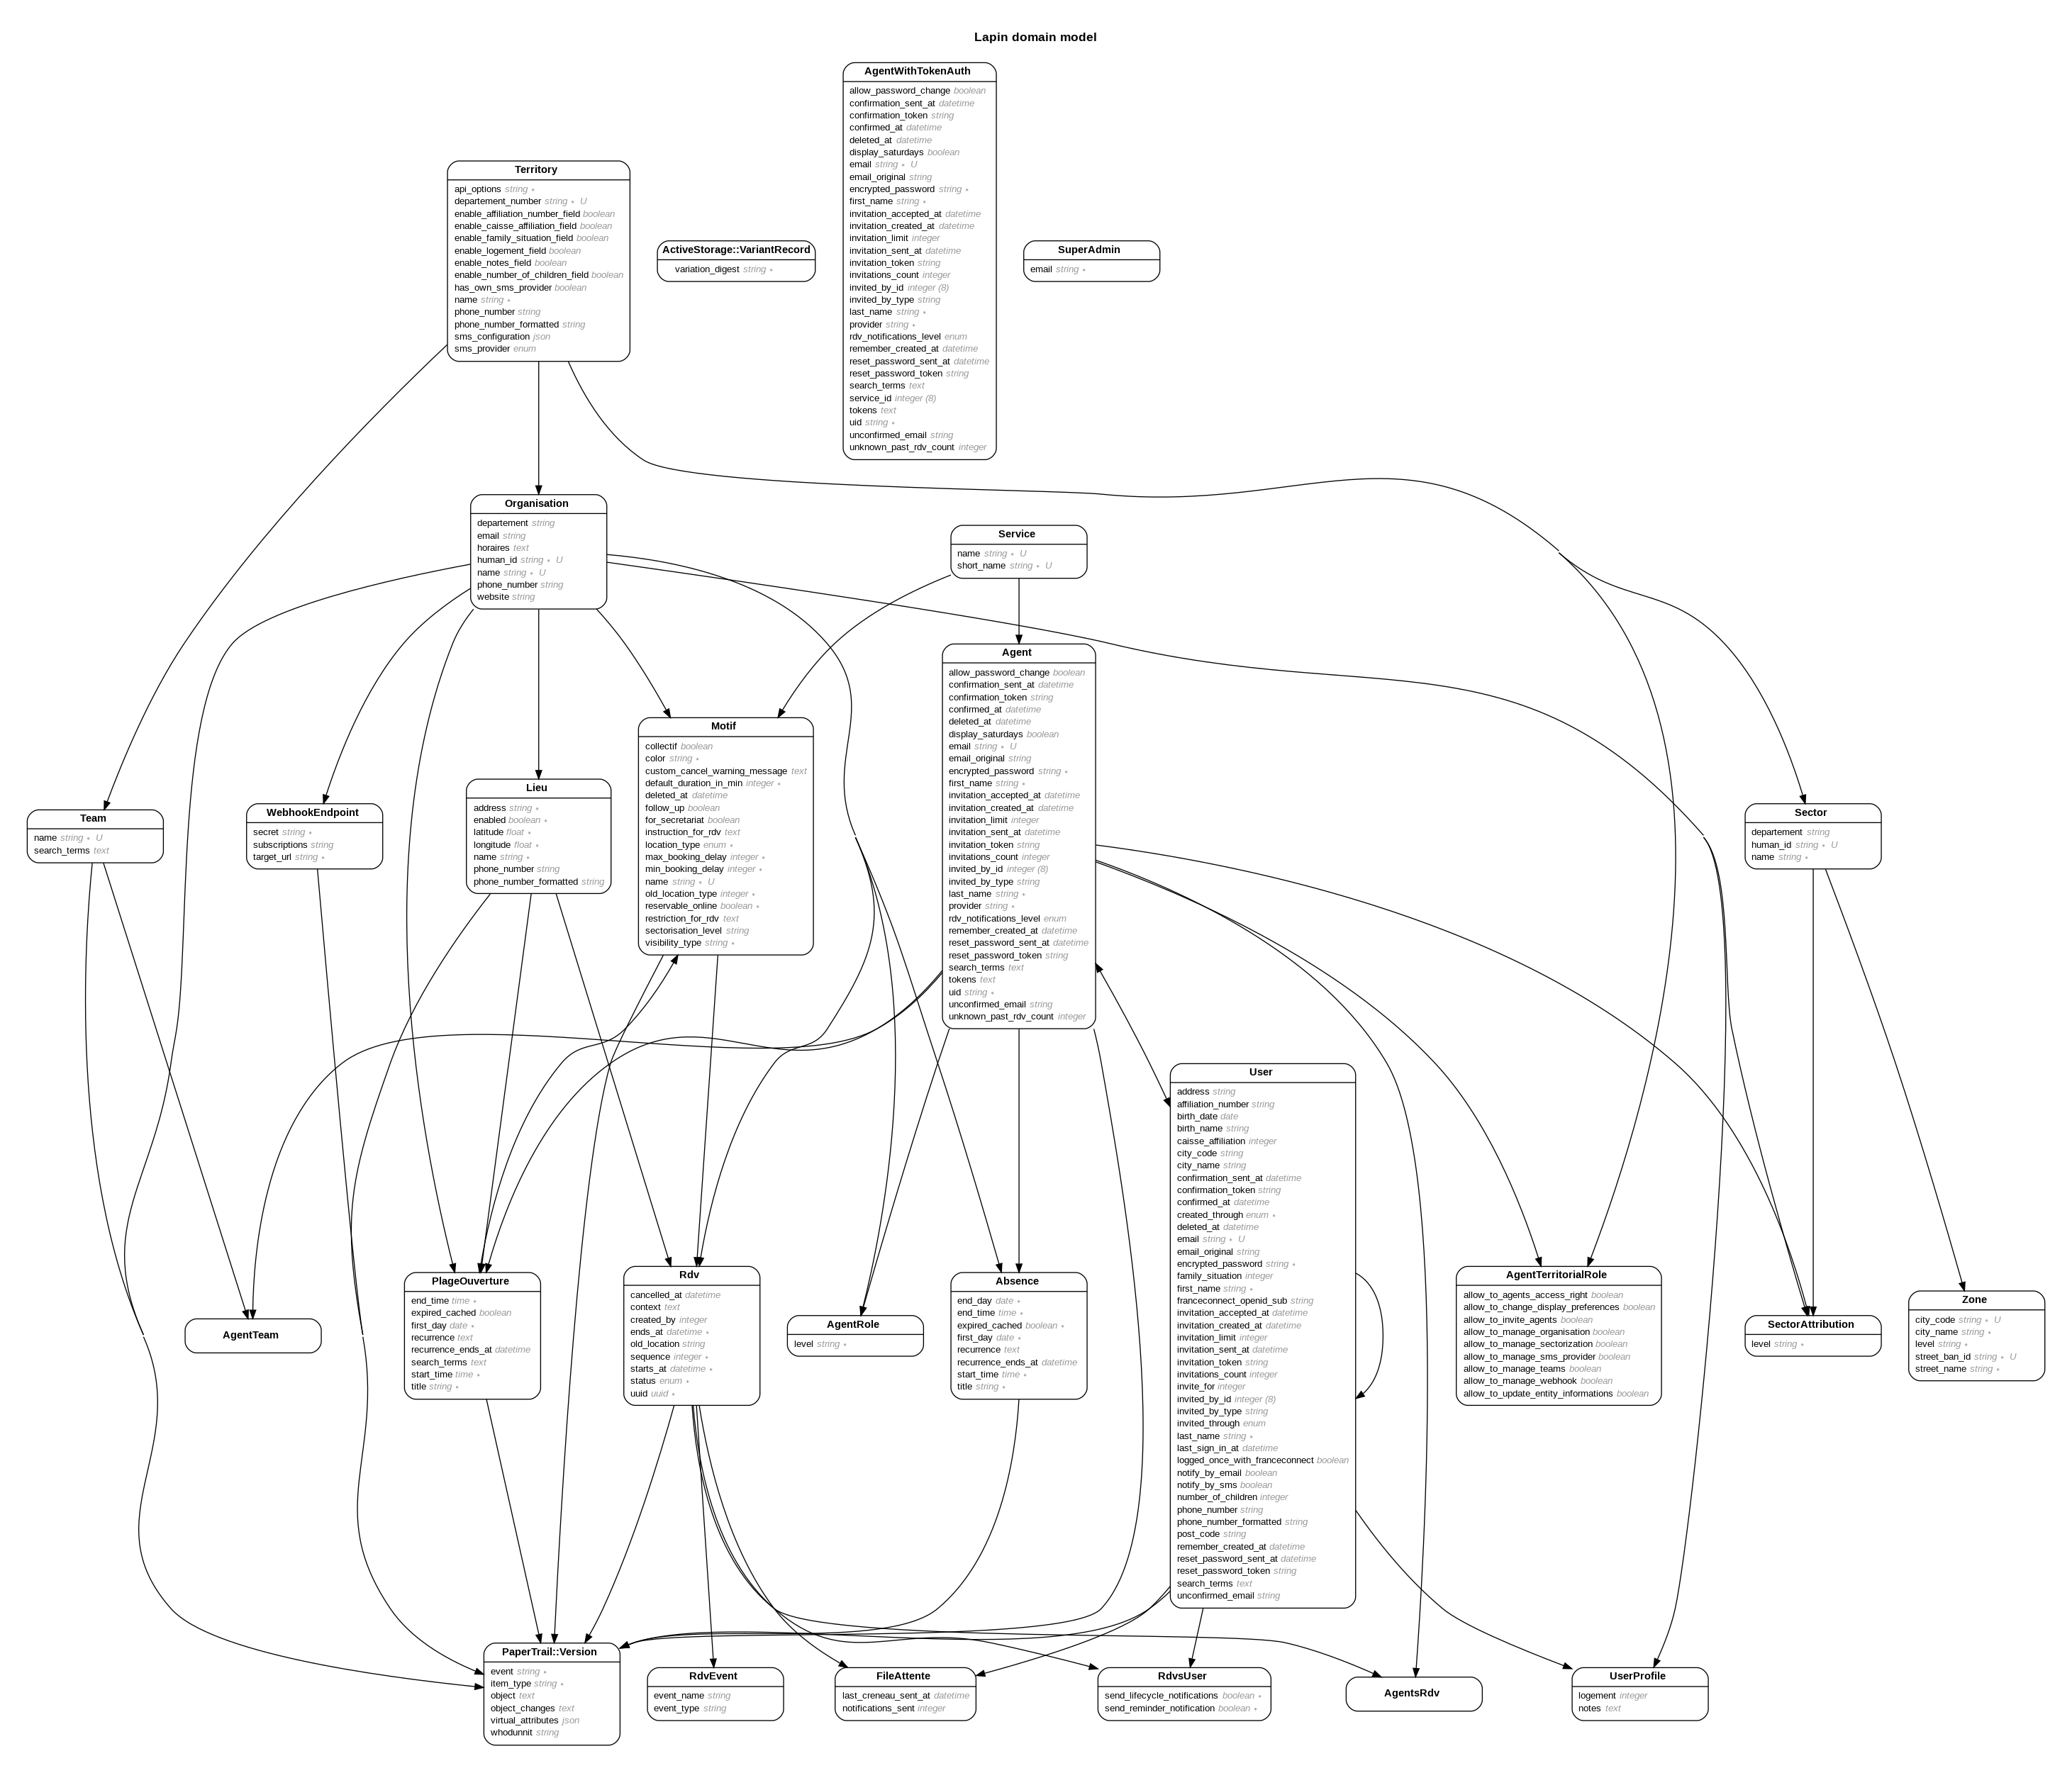 Lapin domain model
AgentWithTokenAuth
allow_password_change boolean
confirmation_sent_at datetime
confirmation_token string
confirmed_at datetime
deleted_at datetime
display_saturdays boolean
email string ∗ U
email_original string
encrypted_password string ∗
first_name string ∗
invitation_accepted_at datetime
invitation_created_at datetime
invitation_limit integer
invitation_sent_at datetime
invitation_token string
invitations_count integer
invited_by_id integer (8)
invited_by_type string
last_name string ∗
provider string ∗
rdv_notifications_level enum
remember_created_at datetime
reset_password_sent_at datetime
reset_password_token string
search_terms text
service_id integer (8)
tokens text
uid string ∗
unconfirmed_email string
unknown_past_rdv_count integer
Territory
api_options string ∗
departement_number string ∗ U
enable_affiliation_number_field boolean
enable_caisse_affiliation_field boolean
enable_family_situation_field boolean
enable_logement_field boolean
enable_notes_field boolean
enable_number_of_children_field boolean
has_own_sms_provider boolean
name string ∗
phone_number string
phone_number_formatted string
sms_configuration json
sms_provider enum
ActiveStorage::VariantRecord
variation_digest string ∗
SuperAdmin
email string ∗
Organisation
departement string
email string
horaires text
human_id string ∗ U
name string ∗ U
phone_number string
website string
Service
name string ∗ U
short_name string ∗ U
Agent
allow_password_change boolean
confirmation_sent_at datetime
confirmation_token string
confirmed_at datetime
deleted_at datetime
display_saturdays boolean
email string ∗ U
email_original string
encrypted_password string ∗
first_name string ∗
invitation_accepted_at datetime
invitation_created_at datetime
invitation_limit integer
invitation_sent_at datetime
invitation_token string
invitations_count integer
invited_by_id integer (8)
invited_by_type string
last_name string ∗
provider string ∗
rdv_notifications_level enum
remember_created_at datetime
reset_password_sent_at datetime
reset_password_token string
search_terms text
tokens text
uid string ∗
unconfirmed_email string
unknown_past_rdv_count integer
Motif
collectif boolean
color string ∗
custom_cancel_warning_message text
default_duration_in_min integer ∗
deleted_at datetime
follow_up boolean
for_secretariat boolean
instruction_for_rdv text
location_type enum ∗
max_booking_delay integer ∗
min_booking_delay integer ∗
name string ∗ U
old_location_type integer ∗
reservable_online boolean ∗
restriction_for_rdv text
sectorisation_level string
visibility_type string ∗
Lieu
address string ∗
enabled boolean ∗
latitude float ∗
longitude float ∗
name string ∗
phone_number string
phone_number_formatted string
Team
name string ∗ U
search_terms text
WebhookEndpoint
secret string ∗
subscriptions string
target_url string ∗
Sector
departement string
human_id string ∗ U
name string ∗
User
address string
affiliation_number string
birth_date date
birth_name string
caisse_affiliation integer
city_code string
city_name string
confirmation_sent_at datetime
confirmation_token string
confirmed_at datetime
created_through enum ∗
deleted_at datetime
email string ∗ U
email_original string
encrypted_password string ∗
family_situation integer
first_name string ∗
franceconnect_openid_sub string
invitation_accepted_at datetime
invitation_created_at datetime
invitation_limit integer
invitation_sent_at datetime
invitation_token string
invitations_count integer
invite_for integer
invited_by_id integer (8)
invited_by_type string
invited_through enum
last_name string ∗
last_sign_in_at datetime
logged_once_with_franceconnect boolean
notify_by_email boolean
notify_by_sms boolean
number_of_children integer
phone_number string
phone_number_formatted string
post_code string
remember_created_at datetime
reset_password_sent_at datetime
reset_password_token string
search_terms text
unconfirmed_email string
AgentTeam
PlageOuverture
end_time time ∗
expired_cached boolean
first_day date ∗
recurrence text
recurrence_ends_at datetime
search_terms text
start_time time ∗
title string ∗
Rdv
cancelled_at datetime
context text
created_by integer
ends_at datetime ∗
old_location string
sequence integer ∗
starts_at datetime ∗
status enum ∗
uuid uuid ∗
AgentRole
level string ∗
Absence
end_day date ∗
end_time time ∗
expired_cached boolean ∗
first_day date ∗
recurrence text
recurrence_ends_at datetime
start_time time ∗
title string ∗
AgentTerritorialRole
allow_to_agents_access_right boolean
allow_to_change_display_preferences boolean
allow_to_invite_agents boolean
allow_to_manage_organisation boolean
allow_to_manage_sectorization boolean
allow_to_manage_sms_provider boolean
allow_to_manage_teams boolean
allow_to_manage_webhook boolean
allow_to_update_entity_informations boolean
SectorAttribution
level string ∗
Zone
city_code string ∗ U
city_name string ∗
level string ∗
street_ban_id string ∗ U
street_name string ∗
PaperTrail::Version
event string ∗
item_type string ∗
object text
object_changes text
virtual_attributes json
whodunnit string
RdvEvent
event_name string
event_type string
FileAttente
last_creneau_sent_at datetime
notifications_sent integer
RdvsUser
send_lifecycle_notifications boolean ∗
send_reminder_notification boolean ∗
AgentsRdv
UserProfile
logement integer
notes text